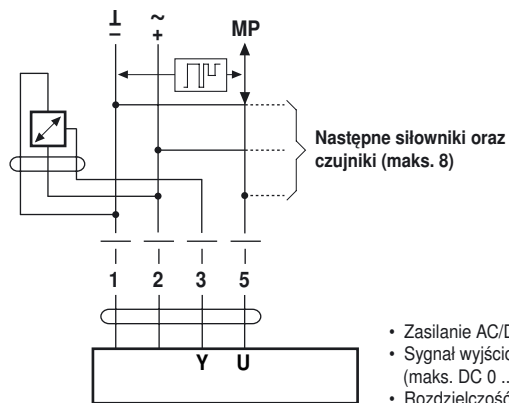 ⊥ ~
− + MP
Następne siłowniki oraz
czujniki (maks. 8)
1 2 3 5
Y U
• Zasilanie AC/D
• Sygnał wyjścio
(maks. DC 0 ..
• Rozdzielczość